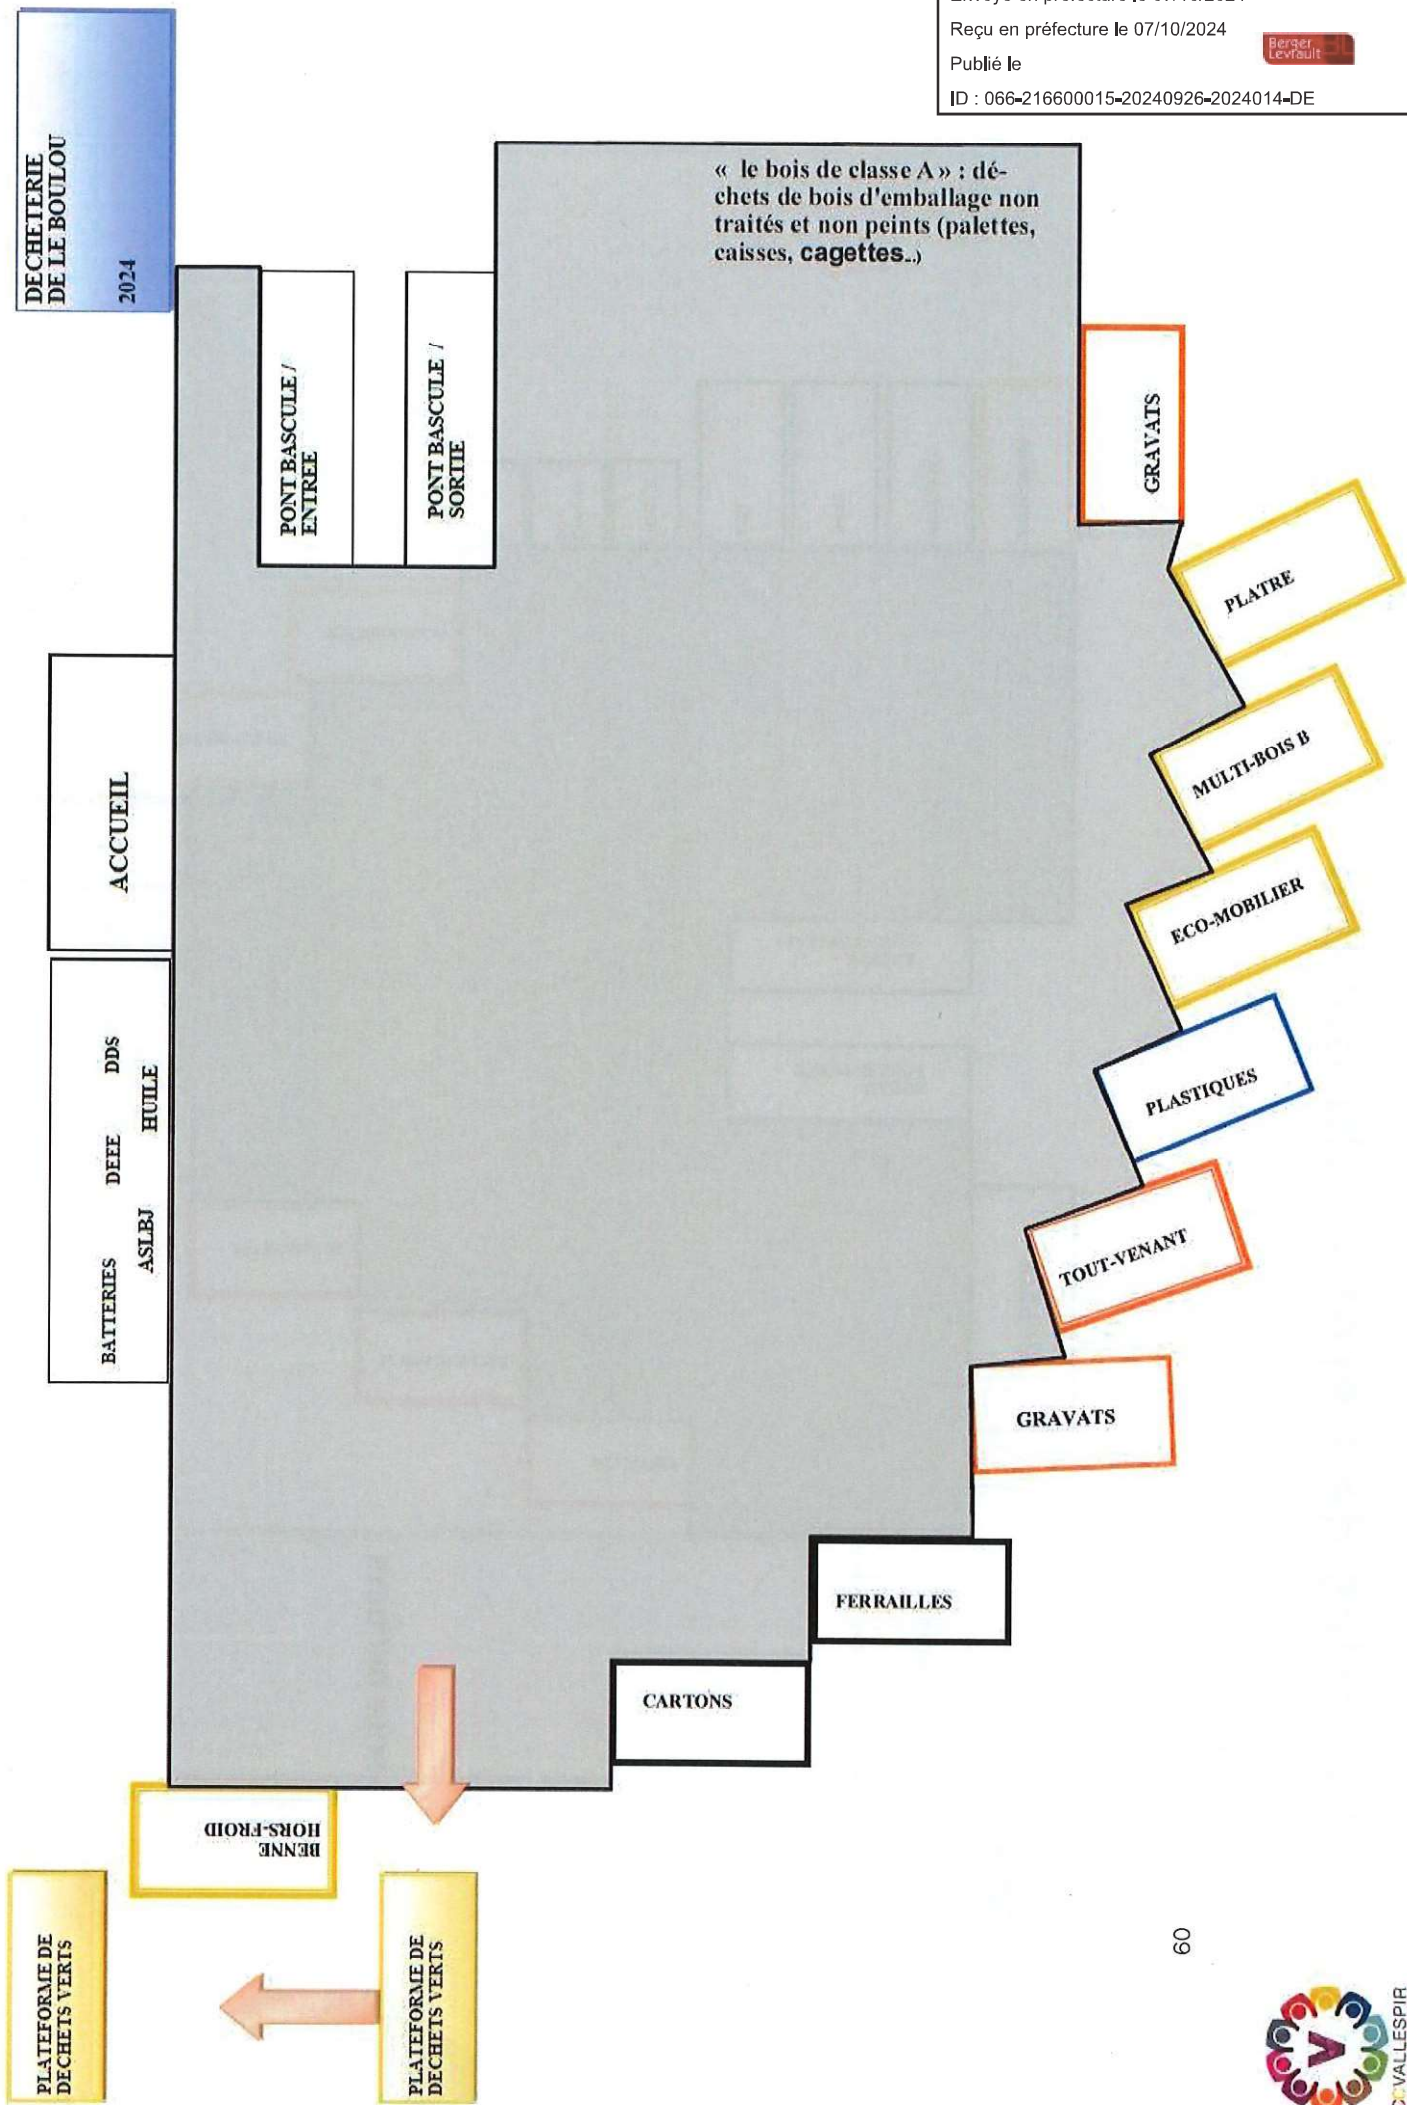 Reçu en préfecture le 07/10/2024
Berger
Levrault
Publié le
ID : 066-216600015-20240926-2024014-DE
DECHETERIE
DE LE BOULOU
2024
« le bois de classe A » : dé-
chets de bois d'emballage non
traités et non peints (palettes,
caisses, cagettes..)
PONT BASCULE /
ENTREE
PONT BASCULE /
SORTIE
ACCUEIL
BATTERIES DEEE DDS
ASLBJ HUILE
GRAVATS
PLATRE
MULTI-BOIS B
ECO-MOBILIER
PLASTIQUES
TOUT-VENANT
GRAVATS
FERRAILLES
CARTONS
BENNE
HORS-FROID
PLATEFORME DE
DECHETS VERTS
PLATEFORME DE
DECHETS VERTS
60
V
CCVALLESPIR